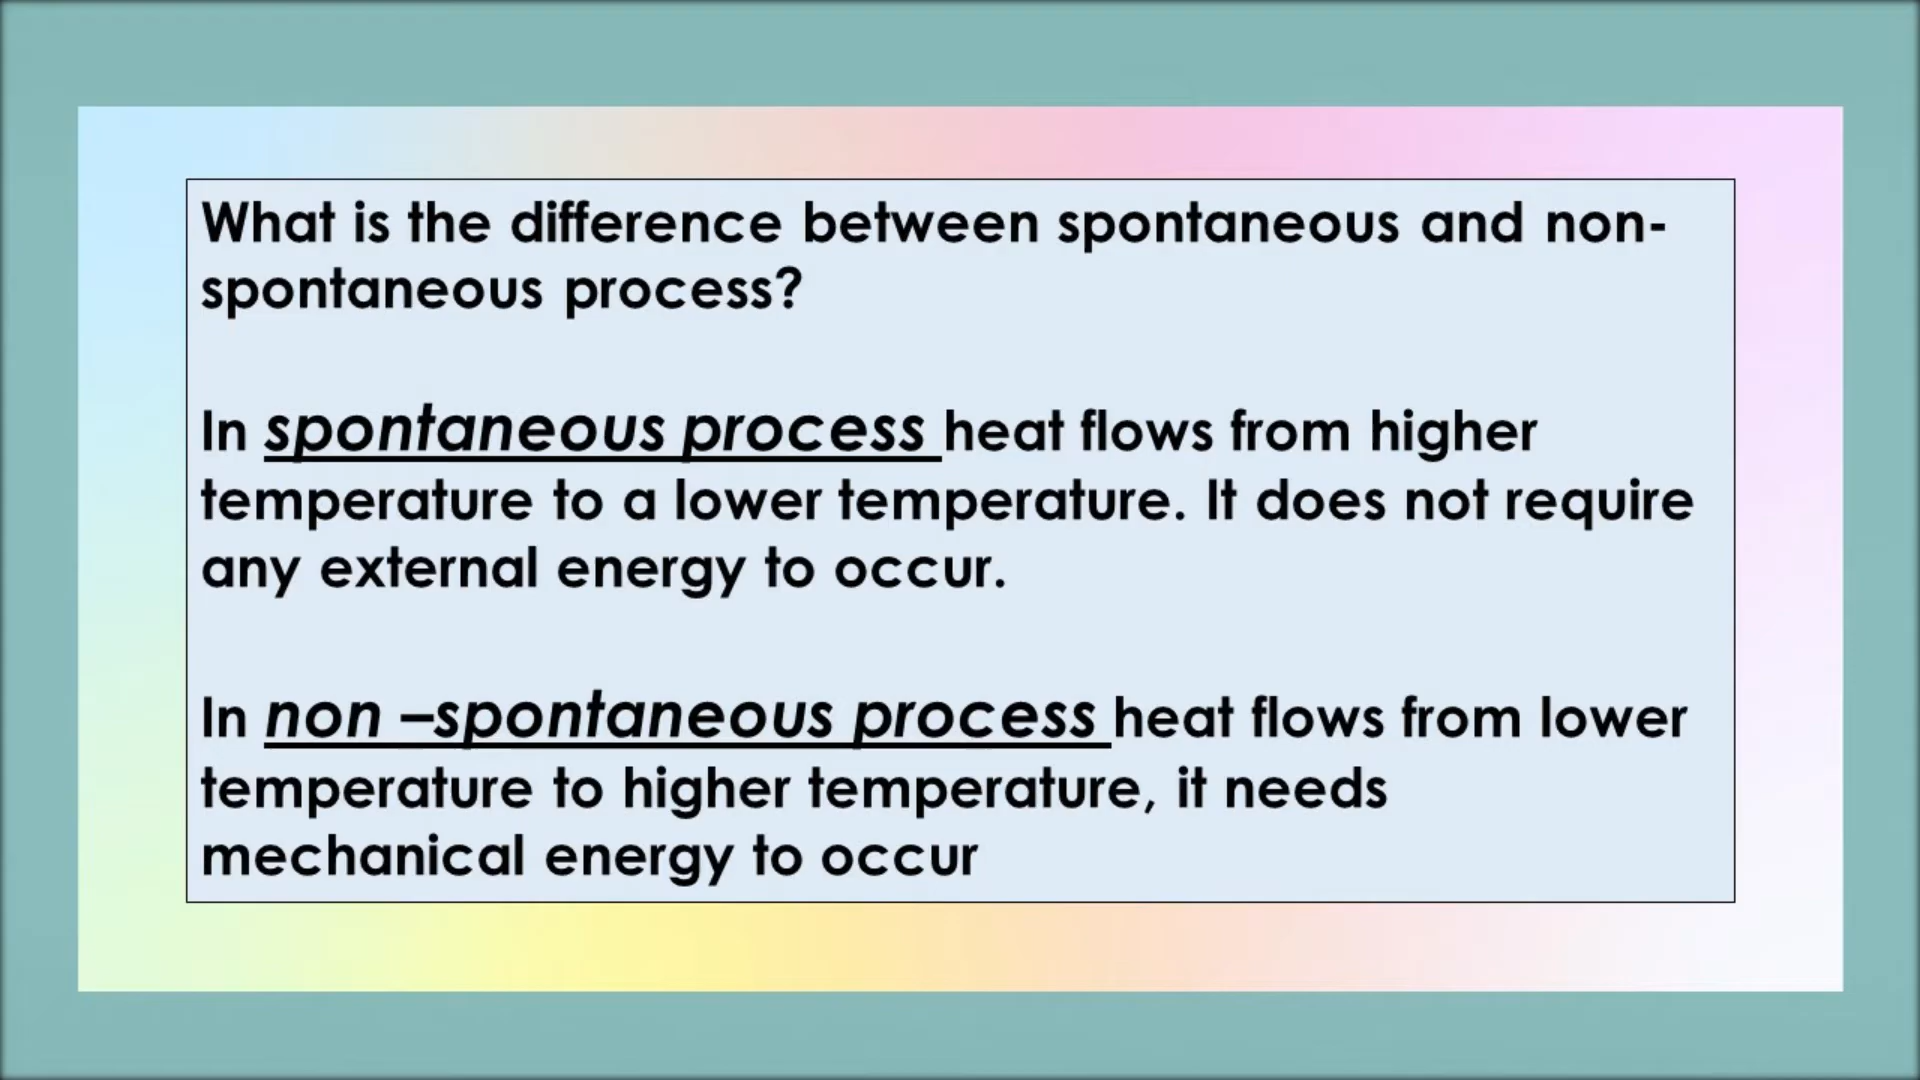 What is the difference between spontaneous and non-
spontaneous process?
In spontaneous process heat flows from higher
temperature to a lower temperature. It does not require
any external energy to occur.
In non –spontaneous process heat flows from lower
temperature to higher temperature, it needs
mechanical energy to occur